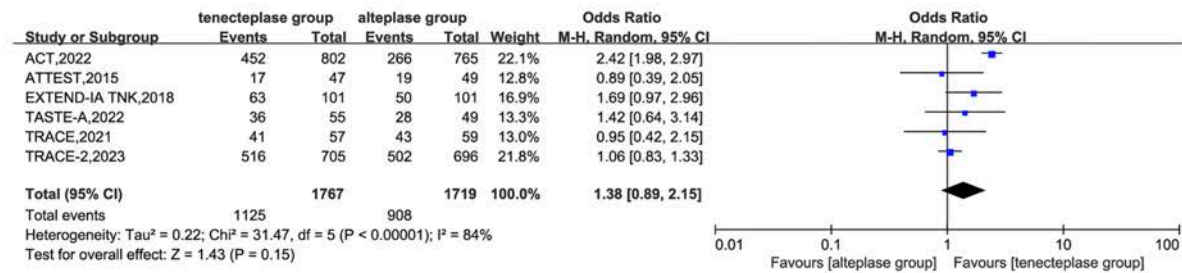 tenecteplase group alteplase group Odds Ratio Odds Ratio
Study or Subgroup Events Total Events Total Weight M-H, Random, 95% CI M-H, Random, 95% CI
ACT,2022 452 802 266 765 22.1% 2.42 [1.98, 2.97]
ATTEST,2015 17 47 19 49 12.8% 0.89 [0.39, 2.05]
EXTEND-IA TNK,2018 63 101 50 101 16.9% 1.69 [0.97, 2.96]
TASTE-A,2022 36 55 28 49 13.3% 1.42 [0.64, 3.14]
TRACE,2021 41 57 43 59 13.0% 0.95 [0.42, 2.15]
TRACE-2,2023 516 705 502 696 21.8% 1.06 [0.83, 1.33]
Total (95% CI) 1767 1719 100.0% 1.38 [0.89, 2.15]
Total events 1125 908
Heterogeneity: Tau² = 0.22; Chi² = 31.47, df = 5 (P < 0.00001); I² = 84%
Test for overall effect: Z = 1.43 (P = 0.15)
0.01 0.1 1 10 100
Favours [alteplase group] Favours [tenecteplase group]